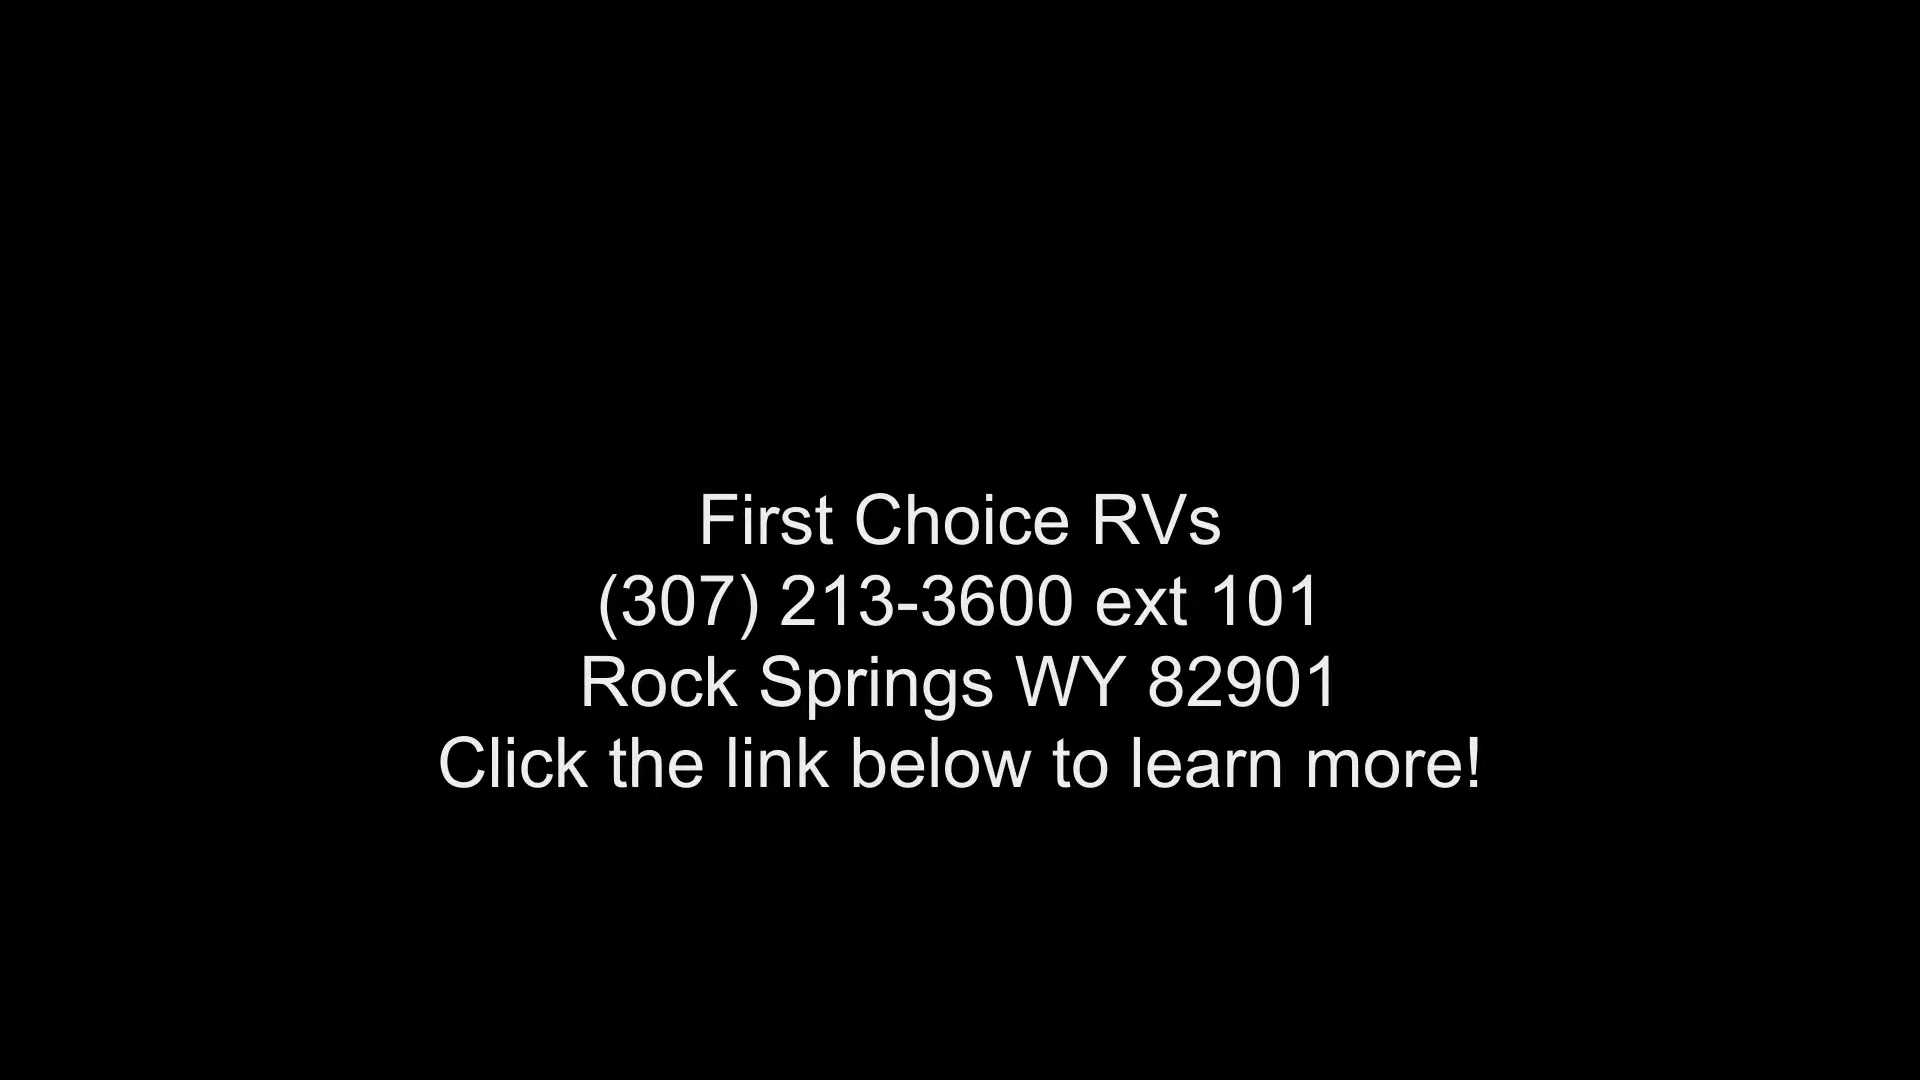 First Choice RVs
(307) 213-3600 ext 101
Rock Springs WY 82901
Click the link below to learn more!